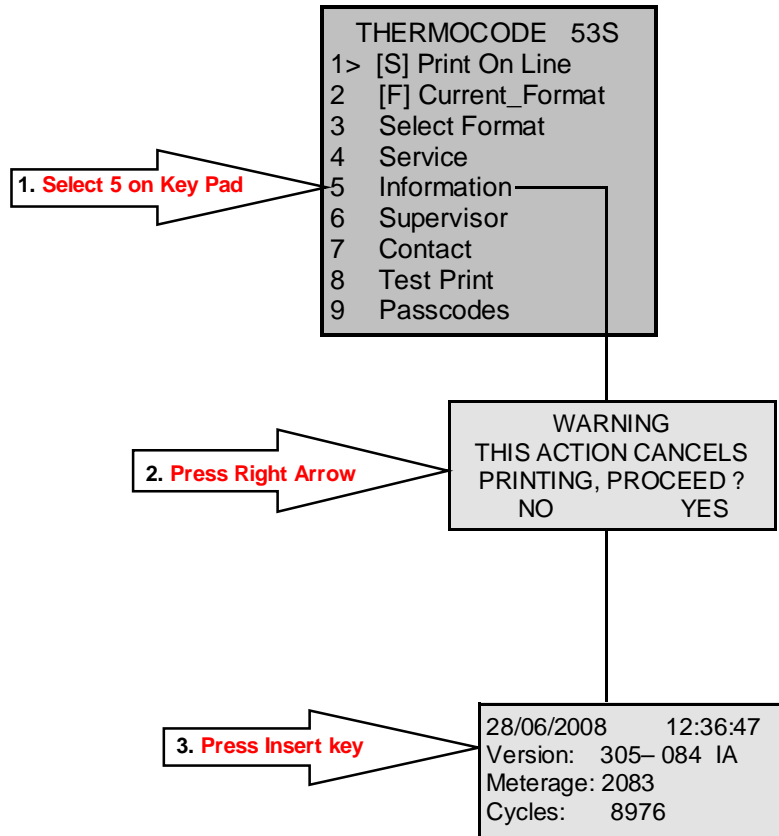 THERMOCODE 53S
1> [S] Print On Line
2 [F] Current_Format
3 Select Format
4 Service
1. Select 5 on Key Pad
5 Information
6 Supervisor
7 Contact
8 Test Print
9 Passcodes
WARNING
THIS ACTION CANCELS
2. Press Right Arrow
PRINTING, PROCEED ?
NO YES
28/06/2008 12:36:47
3. Press Insert key
Version: 305– 084 IA
Meterage: 2083
Cycles: 8976